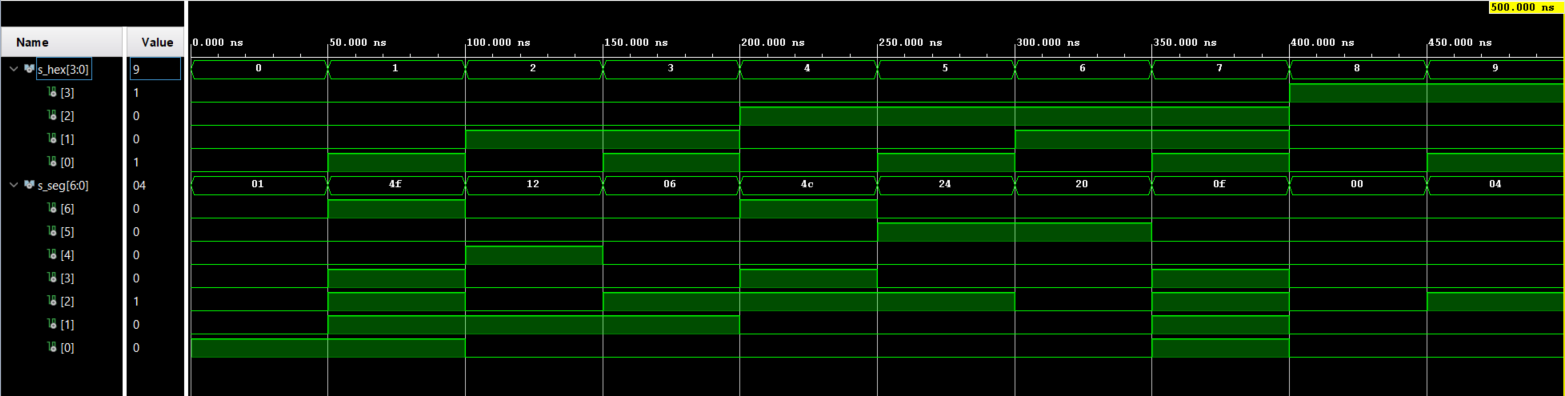 500.000 ns
Name Value
0.000 ns 50.000 ns 100.000 ns 150.000 ns 200.000 ns 250.000 ns 300.000 ns 350.000 ns 400.000 ns 450.000 ns
s_hex[3:0] 9 0 1 2 3 4 5 6 7 8 9
[3] 1
[2] 0
[1] 0
[0] 1
s_seg[6:0] 04 01 4f 12 06 4c 24 20 0f 00 04
[6] 0
[5] 0
[4] 0
[3] 0
[2] 1
[1] 0
[0] 0